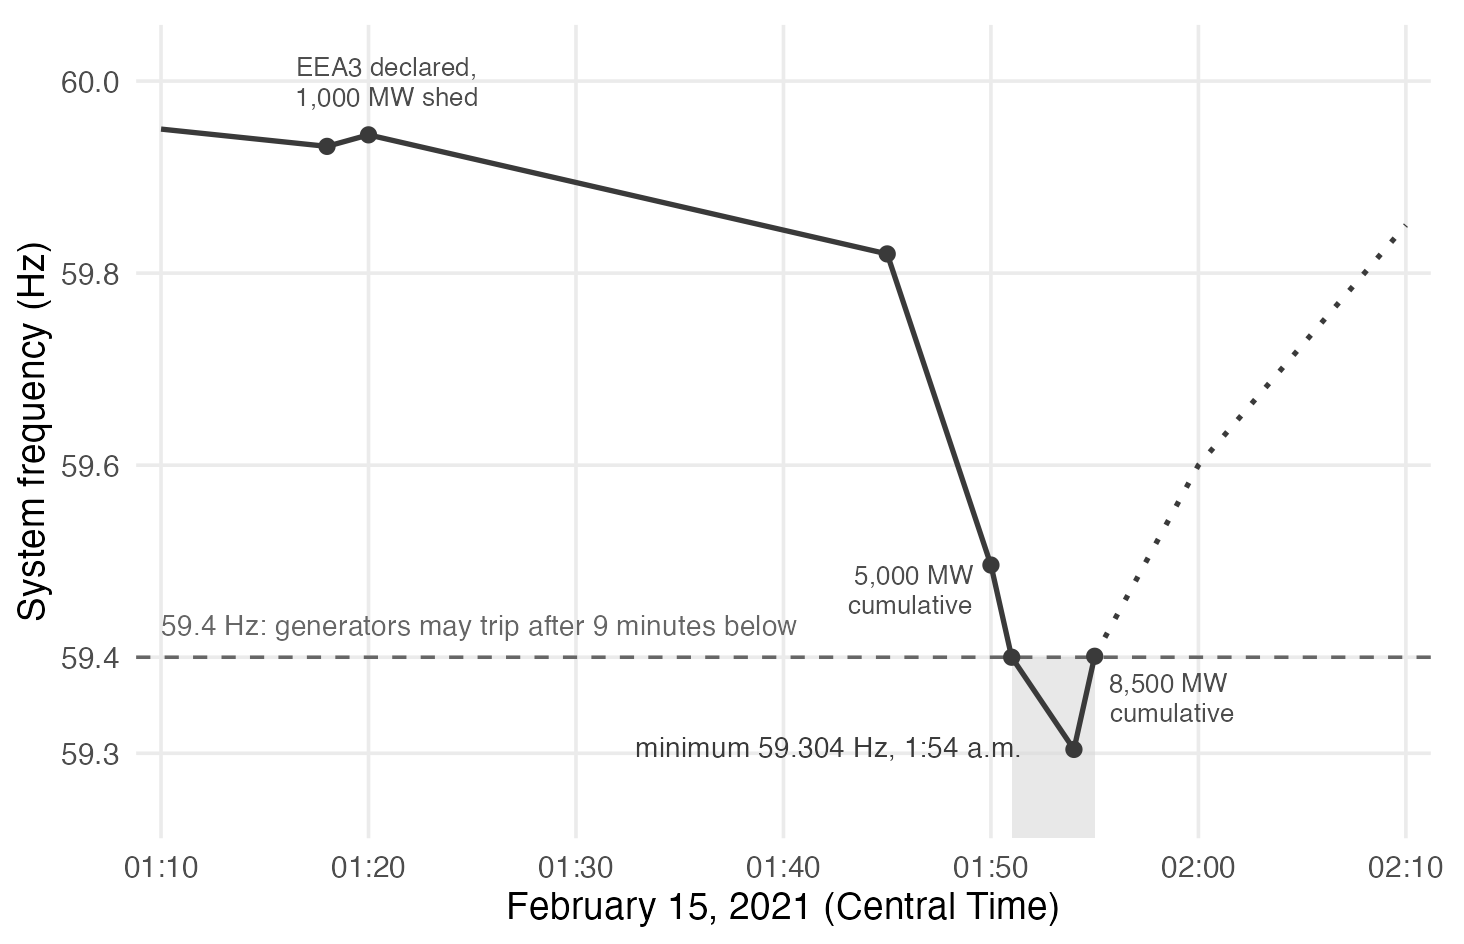 EEA3 declared,
1,000 MW shed
60.0
59.8
59.6
59.4
59.3
System frequency (Hz)
5,000 MW
cumulative
59.4 Hz: generators may trip after 9 minutes below
8,500 MW
cumulative
minimum 59.304 Hz, 1:54 a.m.
01:10 01:20 01:30 01:40 01:50 02:00 02:10
February 15, 2021 (Central Time)